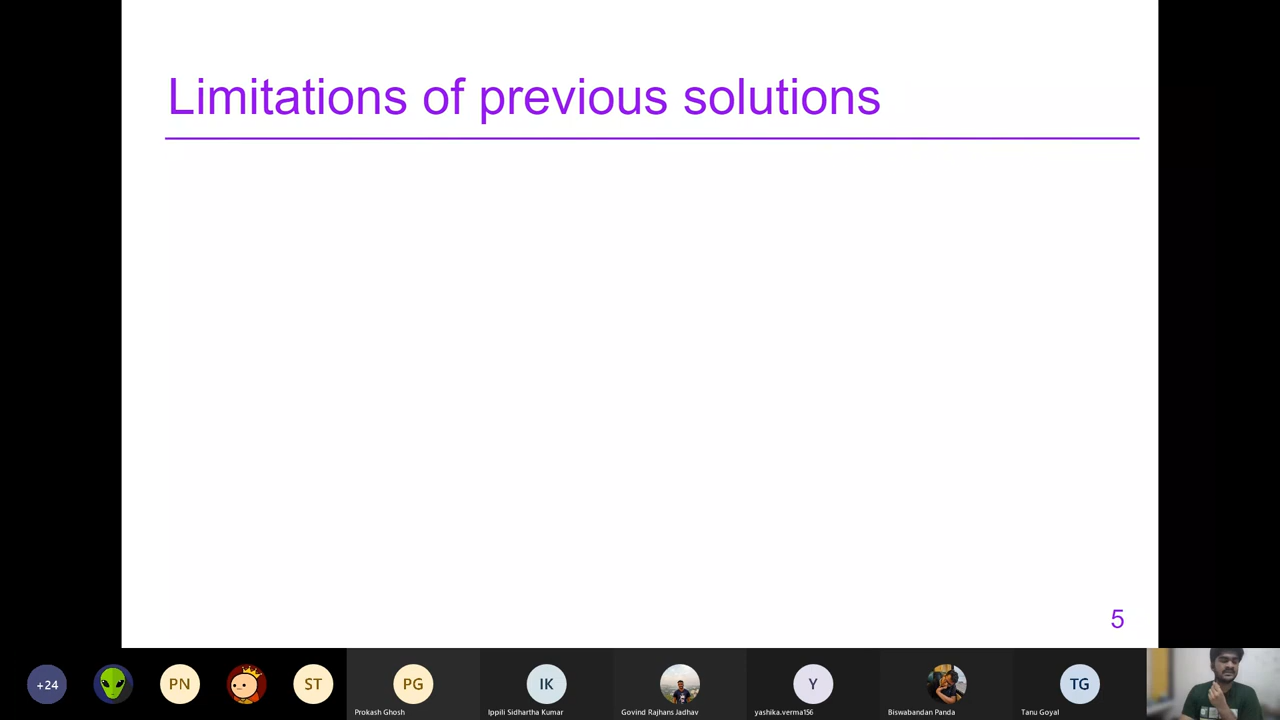 Limitations of previous solutions
5
+24
PN
ST
PG
IK
Y
TG
Prokash Ghosh
Ippili Sidhartha Kumar
Govind Rajhans Jadhav
yashika.verma156
Biswabandan Panda
Tanu Goyal